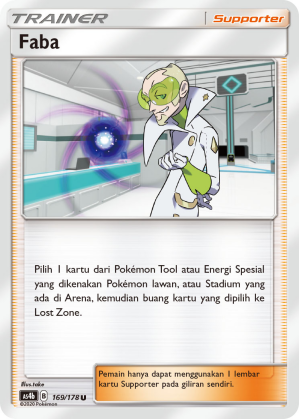 TRAINER
Supporter
Faba
Pilih 1 kartu dari Pokémon Tool atau Energi Spesial
yang dikenakan Pokémon lawan, atau Stadium yang
ada di Arena, kemudian buang kartu yang dipilih ke
Lost Zone.
Illus.take
AS4b B 169/178 U
©2020 Pokémon
Pemain hanya dapat menggunakan 1 lembar
kartu Supporter pada giliran sendiri.